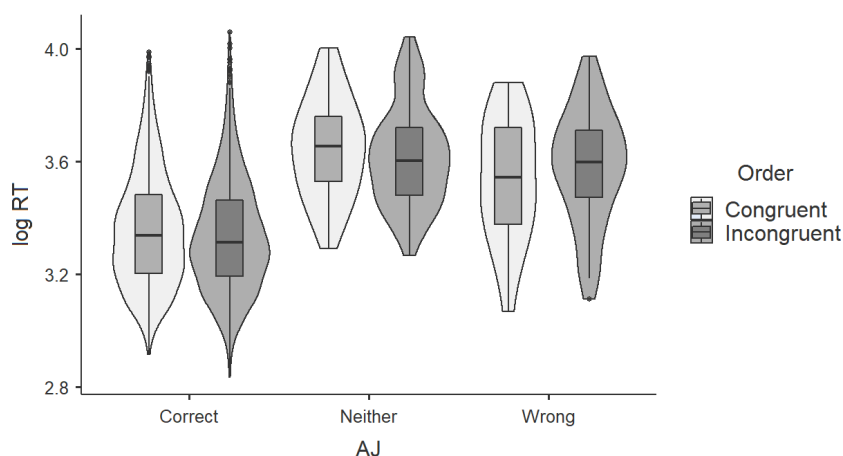 4.0
3.6
3.2
2.8
log RT
Correct
Neither
Wrong
AJ
Order
Congruent
Incongruent